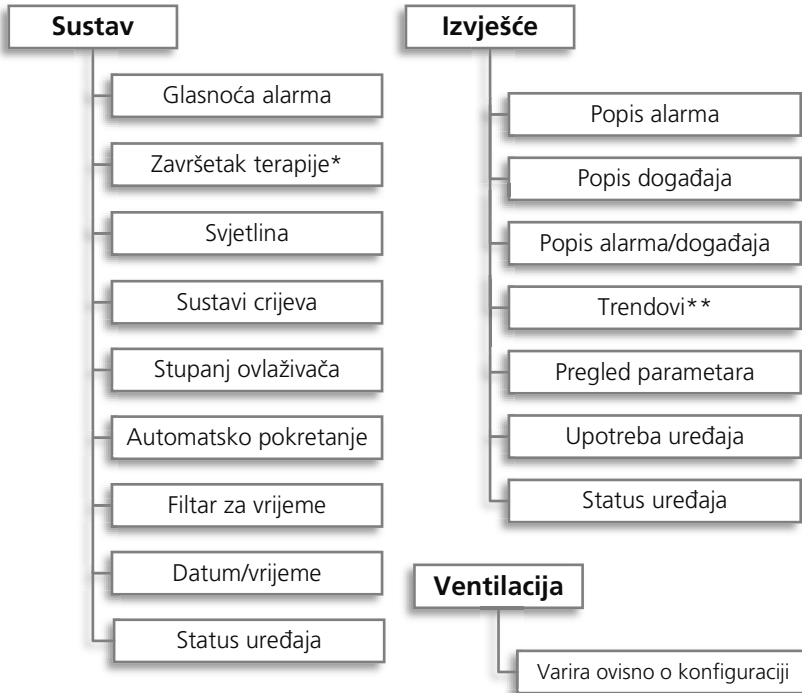 Sustav
Glasnoća alarma
Završetak terapije*
Svjetlina
Sustavi crijeva
Stupanj ovlaživača
Automatsko pokretanje
Filtar za vrijeme
Datum/vrijeme
Status uređaja
Izvješće
Popis alarma
Popis događaja
Popis alarma/događaja
Trendovi**
Pregled parametara
Upotreba uređaja
Status uređaja
Ventilacija
Varira ovisno o konfiguraciji